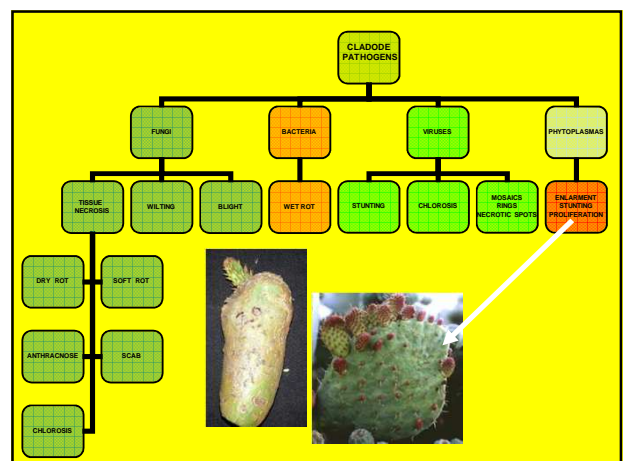 CLADODE
PATHOGENS
FUNGI
BACTERIA
VIRUSES
PHYTOPLASMAS
TISSUE
NECROSIS
WILTING
BLIGHT
WET ROT
STUNTING
CHLOROSIS
MOSAICS
RINGS
NECROTIC SPOTS
ENLARMENT
STUNTING
PROLIFERATION
DRY ROT
SOFT ROT
ANTHRACNOSE
SCAB
CHLOROSIS